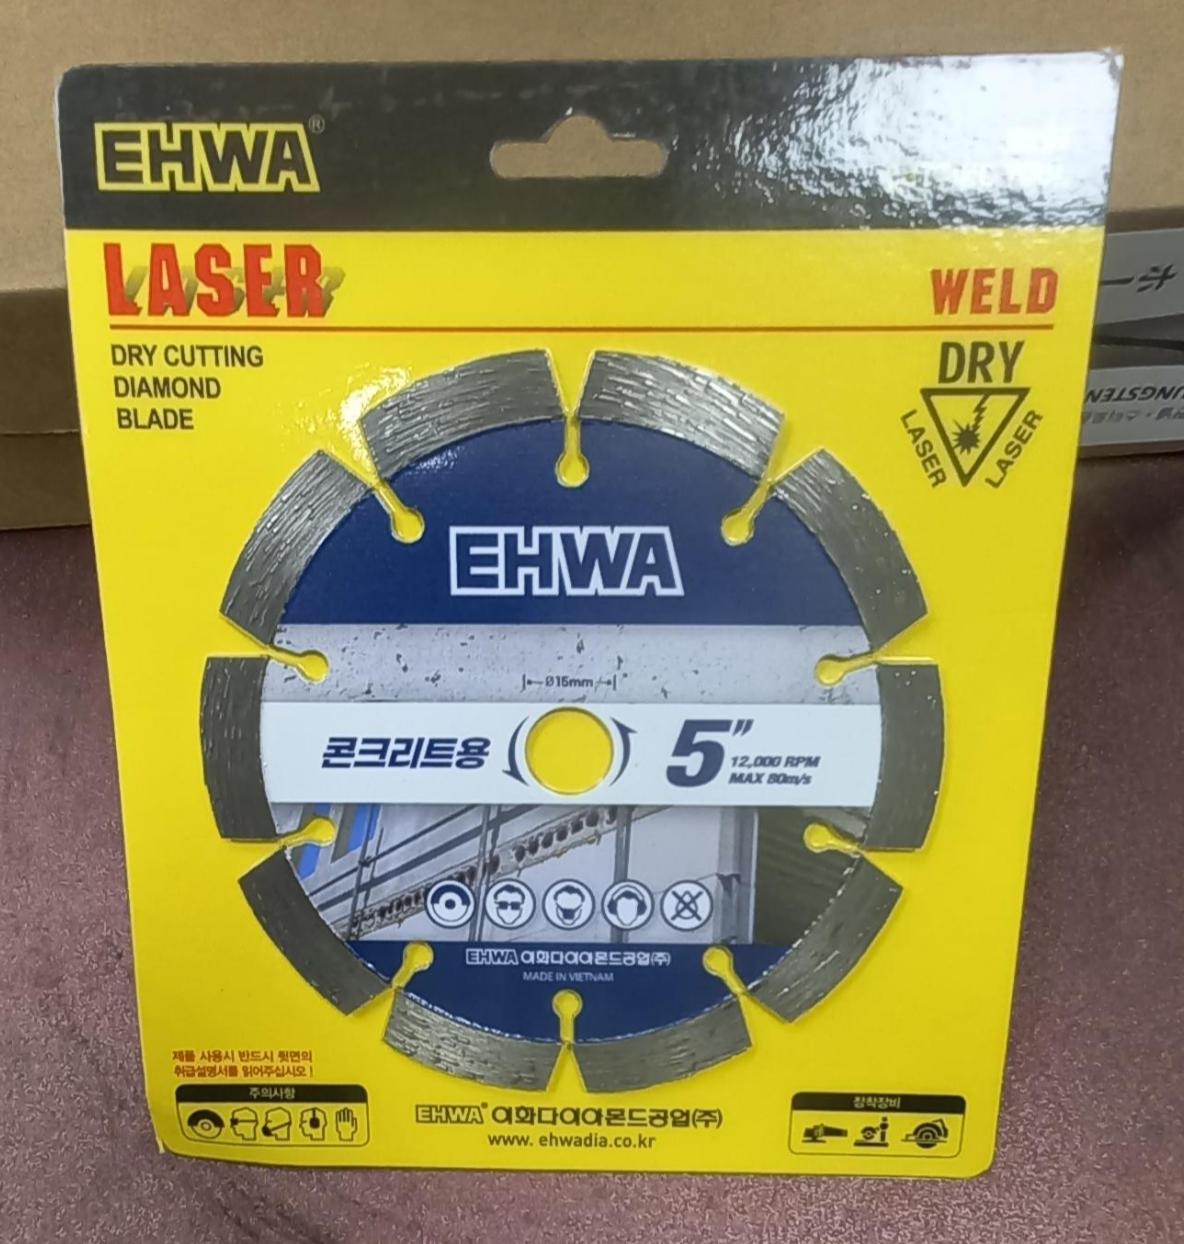 EHWA®
LASER
WELD
DRY CUTTING
DIAMOND
BLADE
DRY
LASER
LASER
EHWA
Ø15mm
콘크리트용
5"
12,000 RPM
MAX 80m/s
EHWA 이화다이아몬드공업(주)
MADE IN VIETNAM
제품 사용시 반드시 뒷면의
취급설명서를 읽어주십시오!
주의사항
장착장비
EHWA® 이화다이아몬드공업(주)
www. ehwadia.co.kr